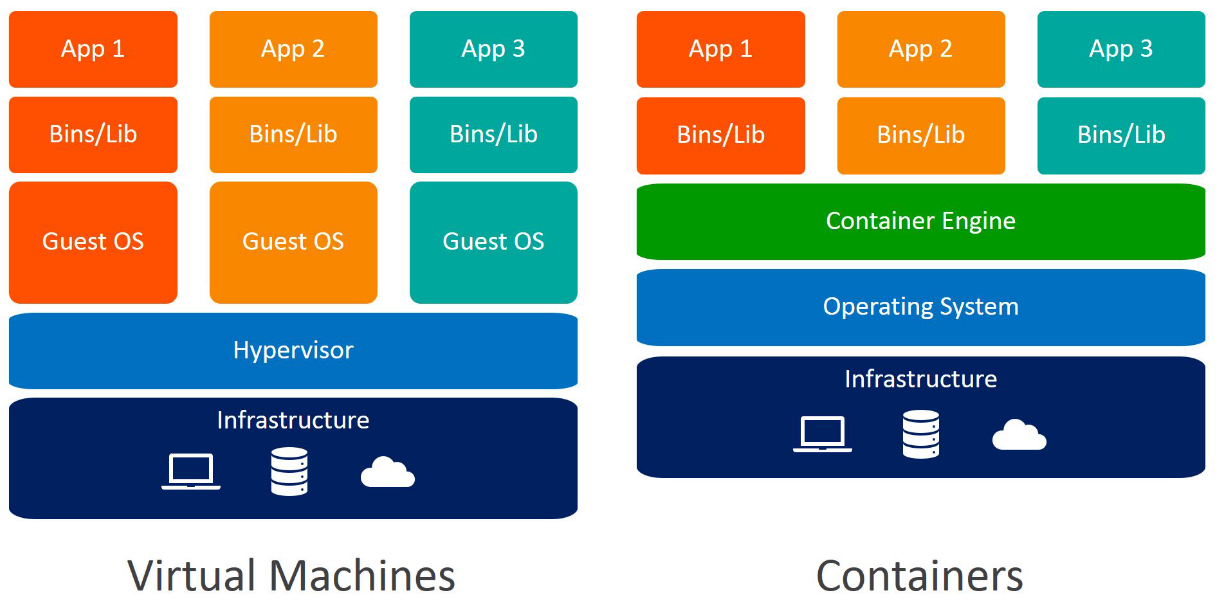 App 1
App 2
App 3
Bins/Lib
Bins/Lib
Bins/Lib
Guest OS
Guest OS
Guest OS
Hypervisor
Infrastructure
Virtual Machines
App 1
App 2
App 3
Bins/Lib
Bins/Lib
Bins/Lib
Container Engine
Operating System
Infrastructure
Containers